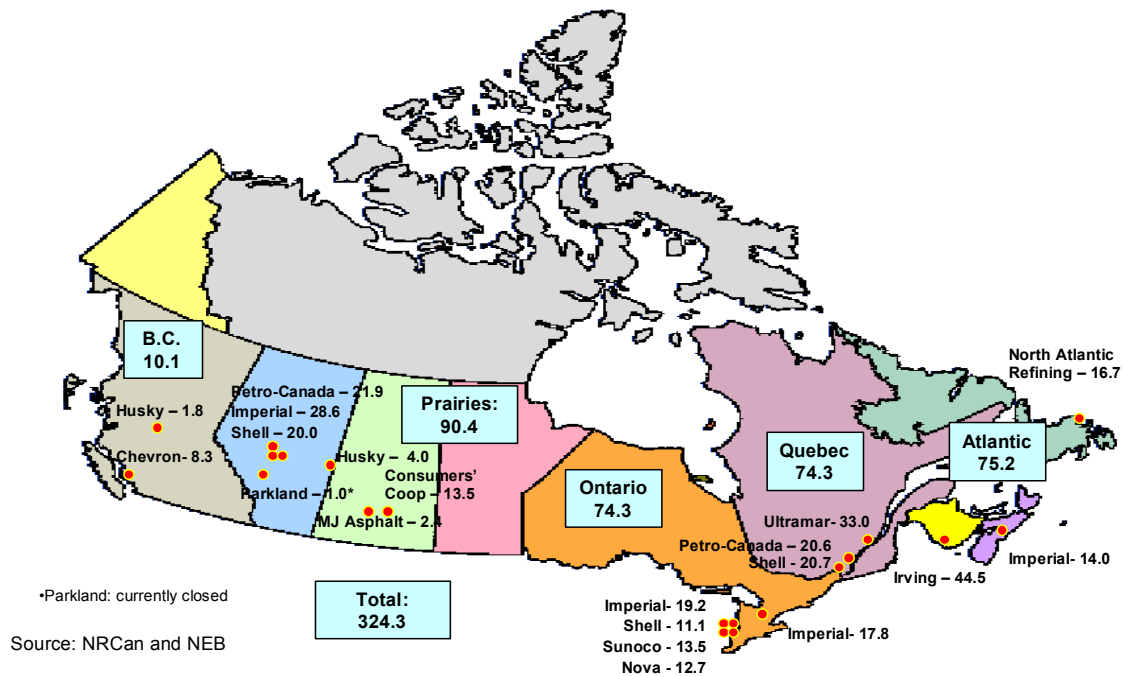 B.C.
10.1
Husky – 1.8
Chevron- 8.3
Petro-Canada – 21.9
Imperial – 28.6
Shell – 20.0
Parkland – 1.0*
Prairies:
90.4
Husky – 4.0
Consumers'
Coop – 13.5
MJ Asphalt – 2.4
Ontario
74.3
Quebec
74.3
Atlantic
75.2
North Atlantic
Refining – 16.7
Ultramar- 33.0
Petro-Canada – 20.6
Shell - 20.7
Irving – 44.5
Imperial- 14.0
Imperial- 19.2
Shell – 11.1
Sunoco – 13.5
Nova – 12.7
Imperial- 17.8
Total:
324.3
•Parkland: currently closed
Source: NRCan and NEB